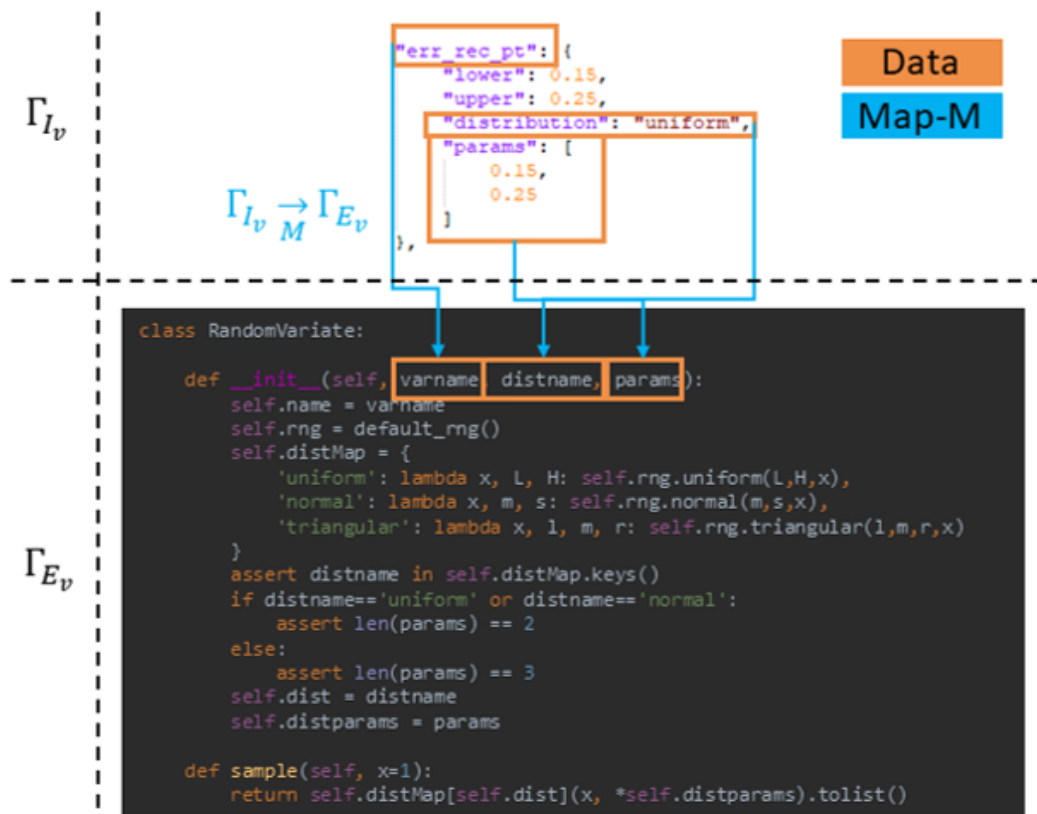 Γ_{I_v}
"err_rec_pt": {
"lower": 0.15,
"upper": 0.25,
"distribution": "uniform",
"params": [
0.15,
0.25
]
},
Data
Map-M
Γ_{I_v} →_M Γ_{E_v}
Γ_{E_v}
class RandomVariate:
def __init__(self, varname distname, params):
self.name = varname
self.rng = default_rng()
self.distMap = {
'uniform': lambda x, L, H: self.rng.uniform(L,H,x),
'normal': lambda x, m, s: self.rng.normal(m,s,x),
'triangular': lambda x, l, m, r: self.rng.triangular(l,m,r,x)
}
assert distname in self.distMap.keys()
if distname=='uniform' or distname=='normal':
assert len(params) == 2
else:
assert len(params) == 3
self.dist = distname
self.distparams = params
def sample(self, x=1):
return self.distMap[self.dist](x, *self.distparams).tolist()